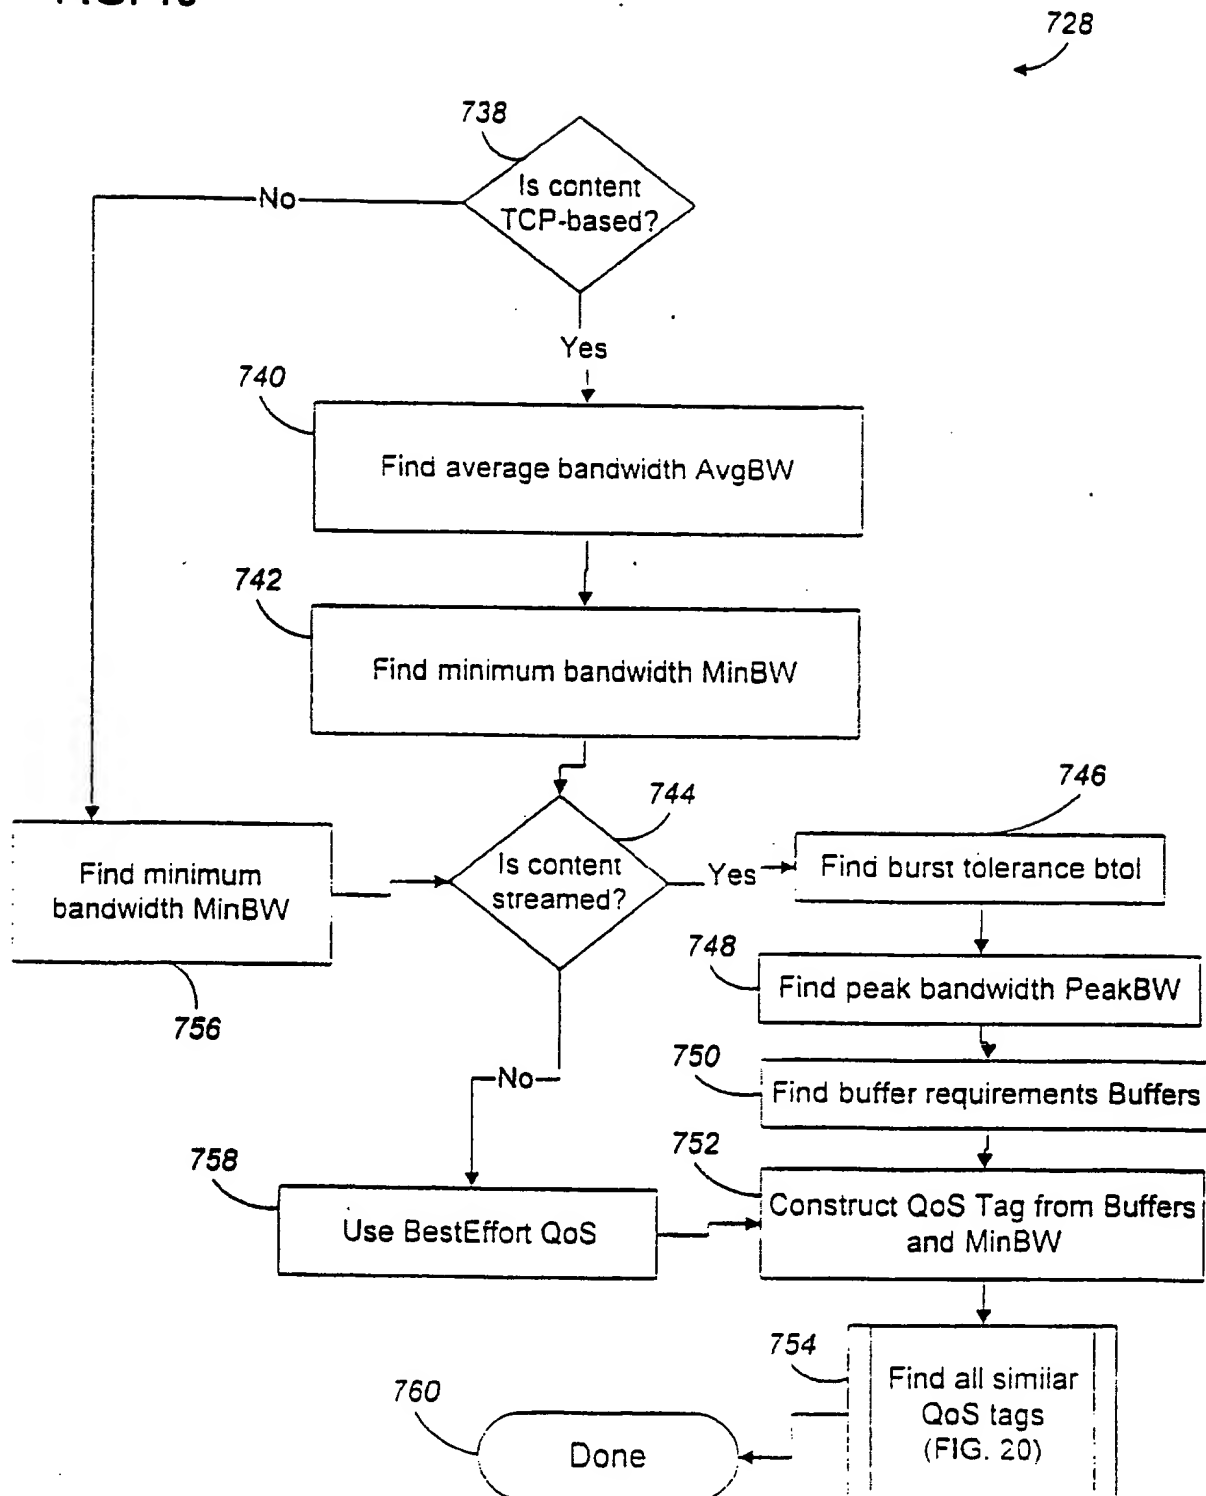 728
738
Is content
TCP-based?
No
Yes
740
Find average bandwidth AvgBW
742
Find minimum bandwidth MinBW
744
746
Is content
streamed?
Yes
Find burst tolerance btol
Find minimum
bandwidth MinBW
756
748
Find peak bandwidth PeakBW
750
Find buffer requirements Buffers
No
752
Construct QoS Tag from Buffers
and MinBW
758
Use BestEffort QoS
754
Find all similar
QoS tags
(FIG. 20)
760
Done